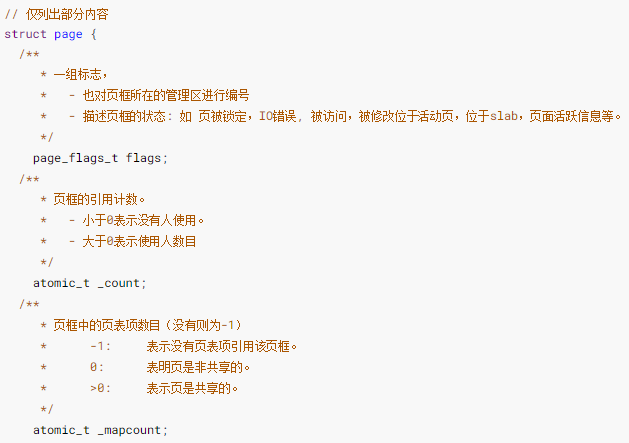 // 仅列出部分内容
struct page {
/**
* 一组标志,
* - 也对页框所在的管理区进行编号
* - 描述页框的状态: 如 页被锁定, IO错误, 被访问, 被修改位于活动页, 位于slab, 页面活跃信息等。
*/
page_flags_t flags;
/**
* 页框的引用计数。
* - 小于0表示没有人使用。
* - 大于0表示使用人数目
*/
atomic_t _count;
/**
* 页框中的页表项数目 (没有则为-1)
* -1: 表示没有页表项引用该页框。
* 0: 表明页是非共享的。
* >0: 表示页是共享的。
*/
atomic_t _mapcount;